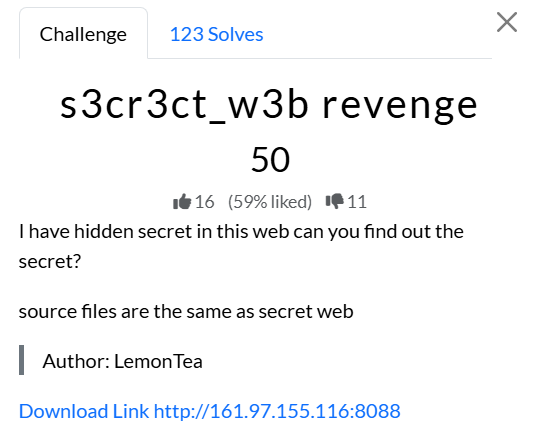 Challenge
123 Solves
s3cr3ct_w3b revenge
50
16 (59% liked) 11
I have hidden secret in this web can you find out the
secret?
source files are the same as secret web
Author: LemonTea
Download Link http://161.97.155.116:8088